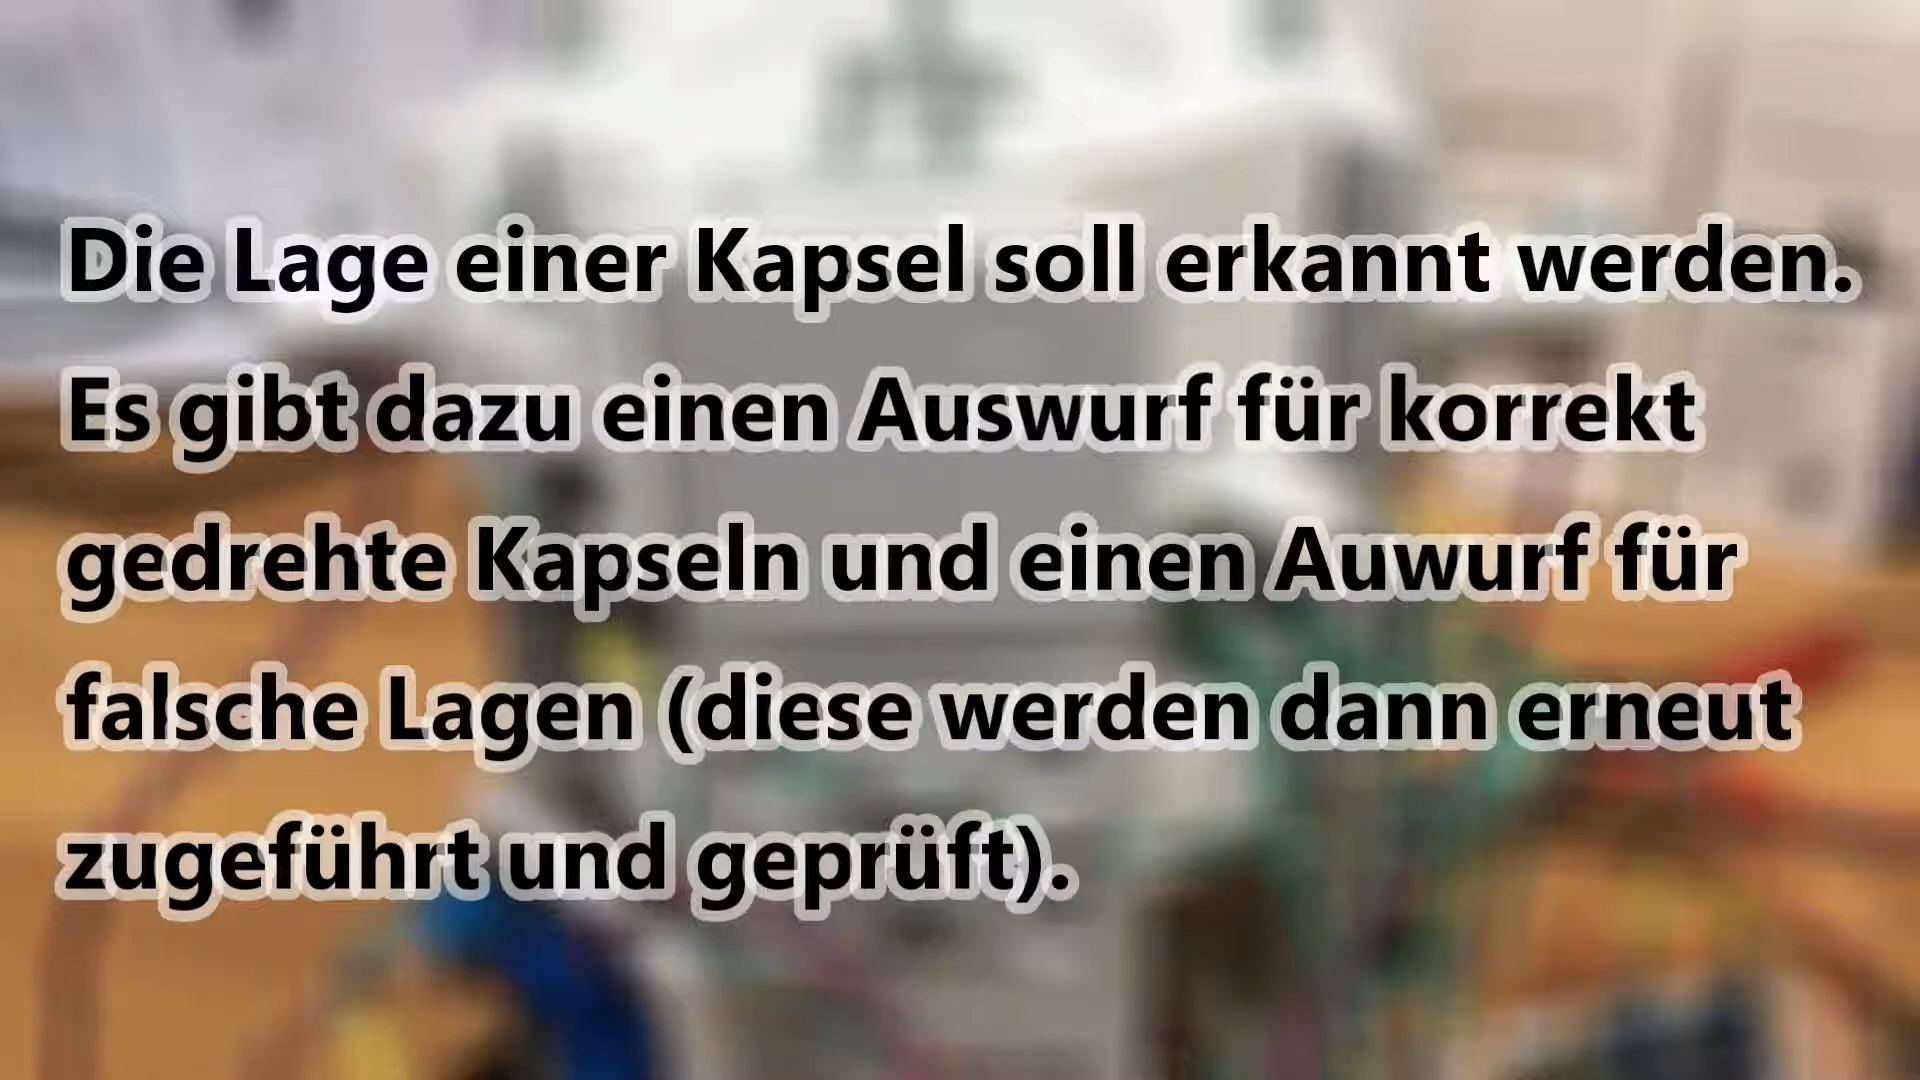 Die Lage einer Kapsel soll erkannt werden.
Es gibt dazu einen Auswurf für korrekt
gedrehte Kapseln und einen Auwurf für
falsche Lagen (diese werden dann erneut
zugeführt und geprüft).